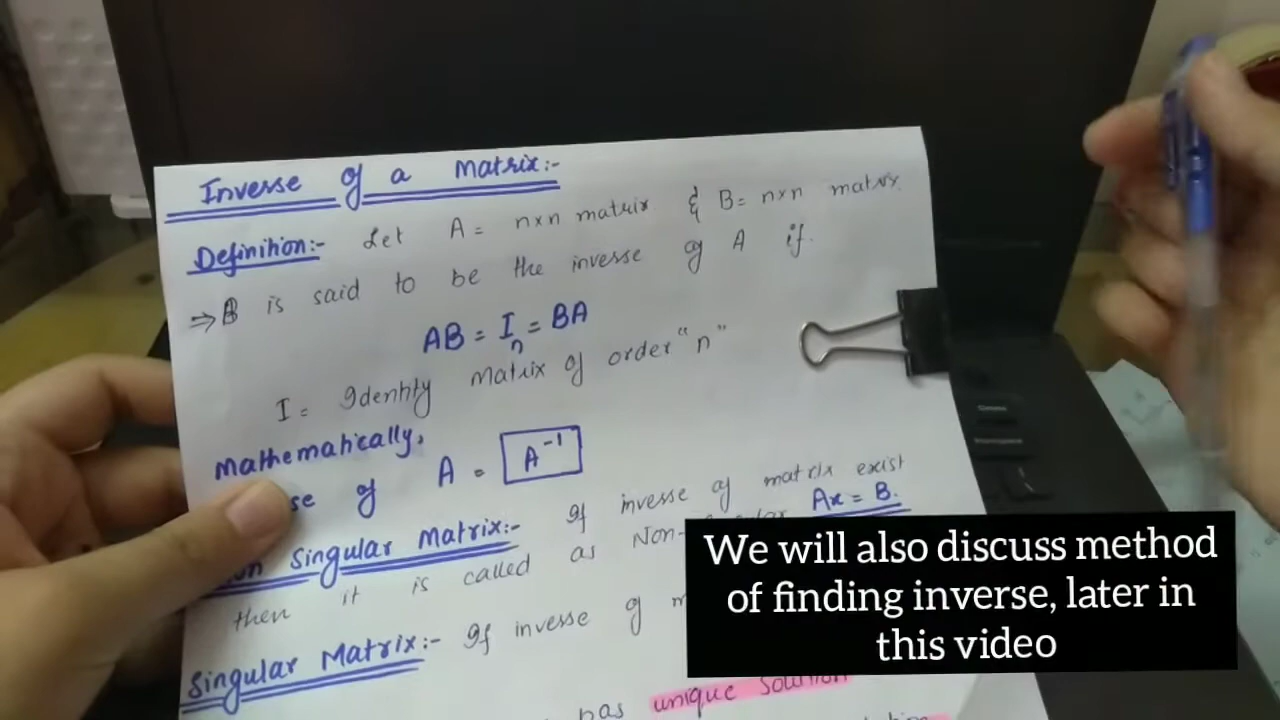 Inverse of a Matrix:-
Definition:- Let A = n×n matrix & B = n×n matrix
⇒ B is said to be the inverse of A if
AB = Iₙ = BA
I = Identity matrix of order "n"
Mathematically,
se of A = A⁻¹
Singular Matrix:- If inverse of matrix exist
then it is called as Non-
Ax = B.
Singular Matrix:- If inverse of
has unique solution
We will also discuss method
of finding inverse, later in
this video